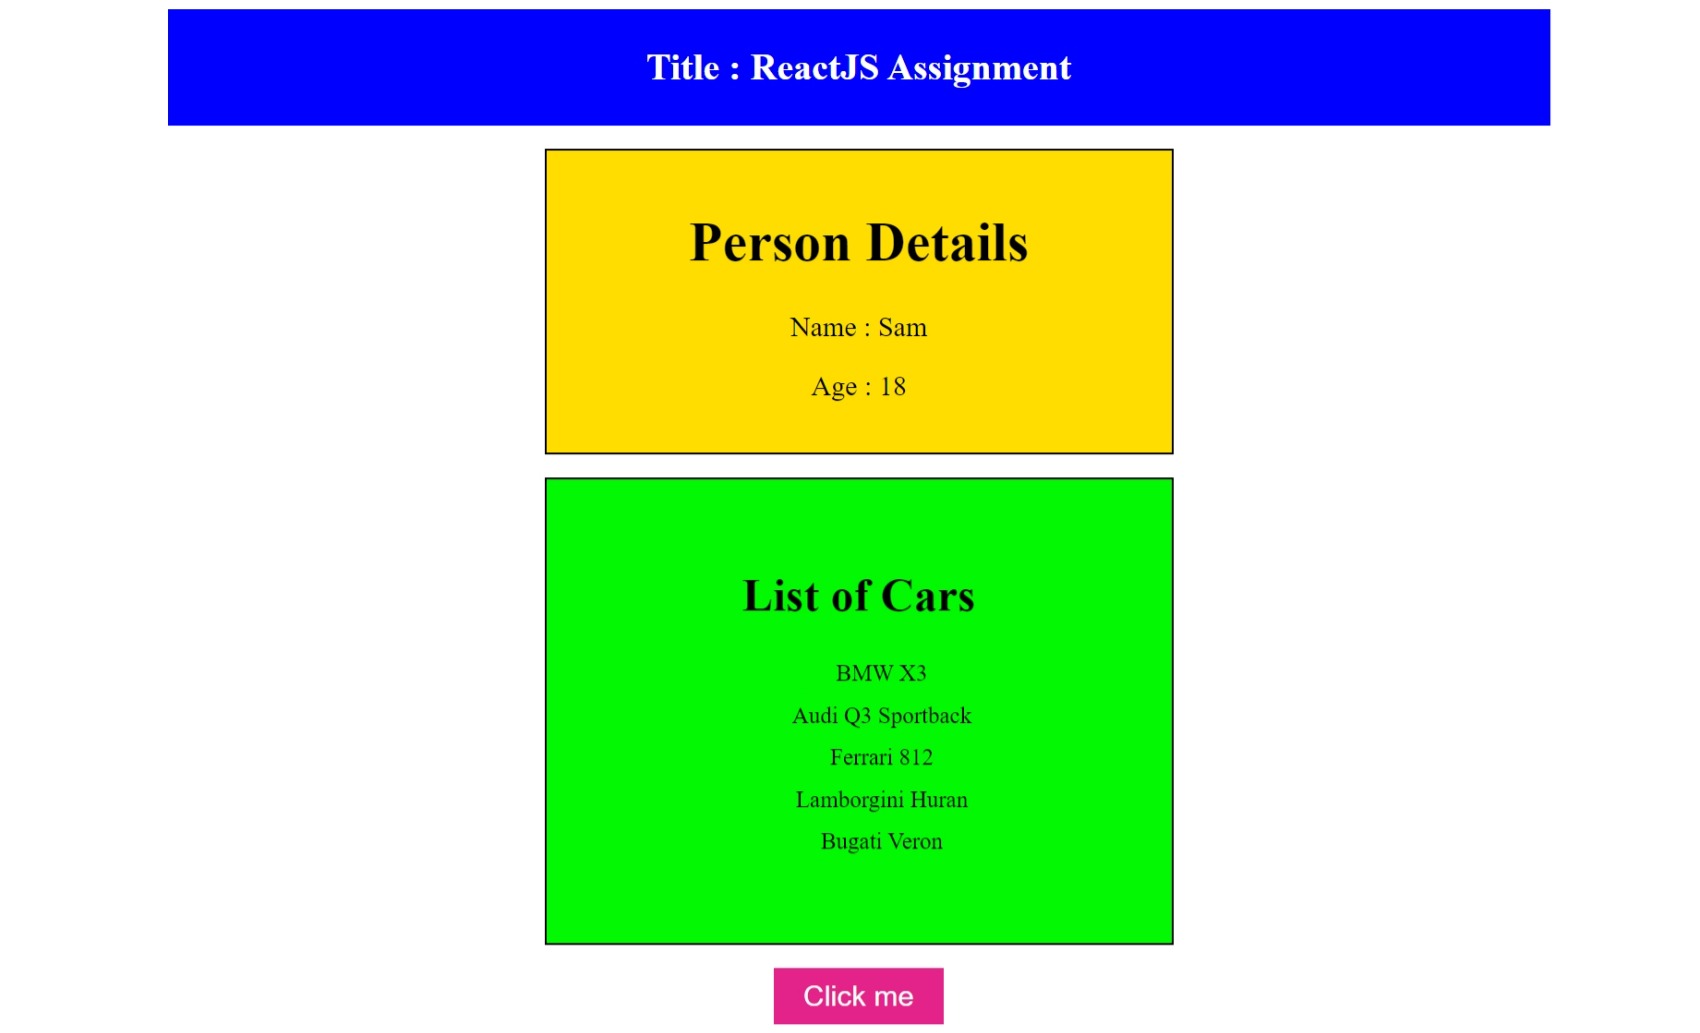 Title : ReactJS Assignment
Person Details
Name : Sam
Age : 18
List of Cars
BMW X3
Audi Q3 Sportback
Ferrari 812
Lamborgini Huran
Bugati Veron
Click me